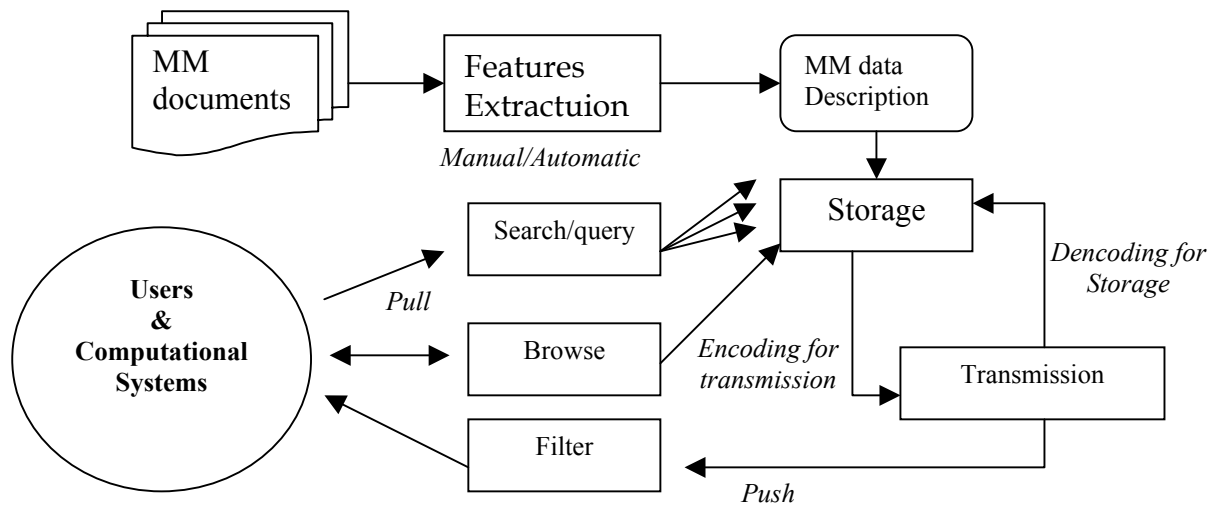 MM
documents
Features
Extractuion
Manual/Automatic
MM data
Description
Storage
Search/query
Pull
Users
&
Computational
Systems
Browse
Filter
Encoding for
transmission
Dencoding for
Storage
Transmission
Push